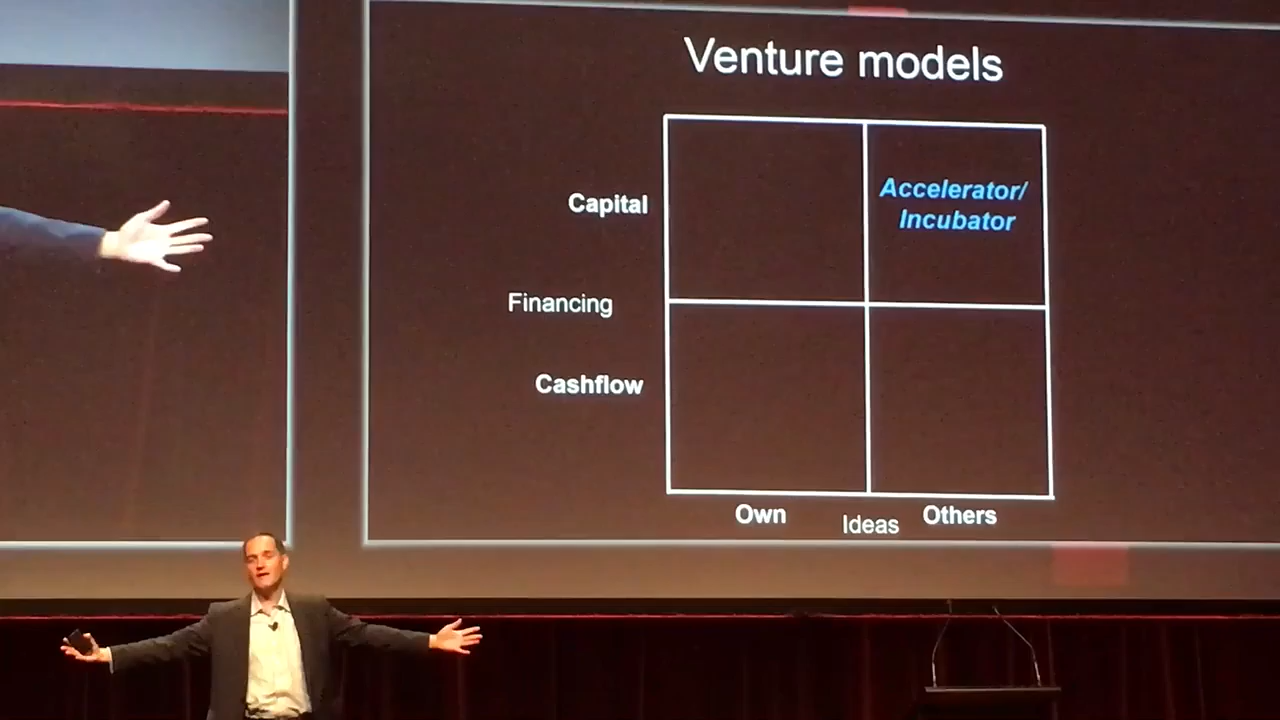 Venture models
Capital
Accelerator/
Incubator
Financing
Cashflow
Own
Ideas
Others